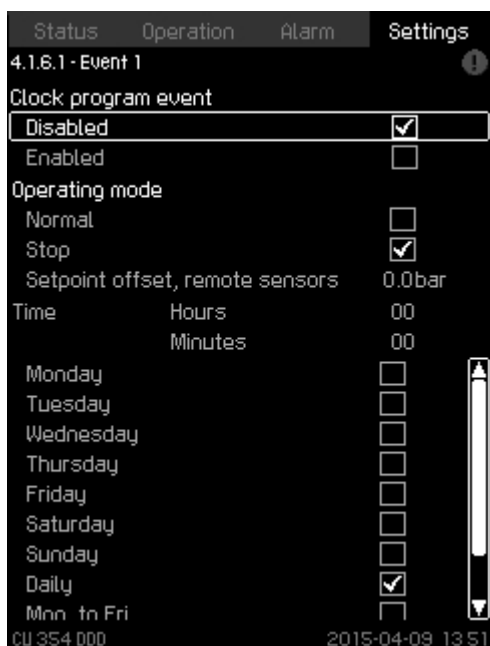 Status Operation Alarm Settings
4.1.6.1 - Event 1
Clock program event
Disabled
Enabled
Operating mode
Normal
Stop
Setpoint offset, remote sensors 0.0bar
Time Hours 00
Minutes 00
Monday
Tuesday
Wednesday
Thursday
Friday
Saturday
Sunday
Daily
Mon. to Fri
CU 354 DDD 2015-04-09 13:51